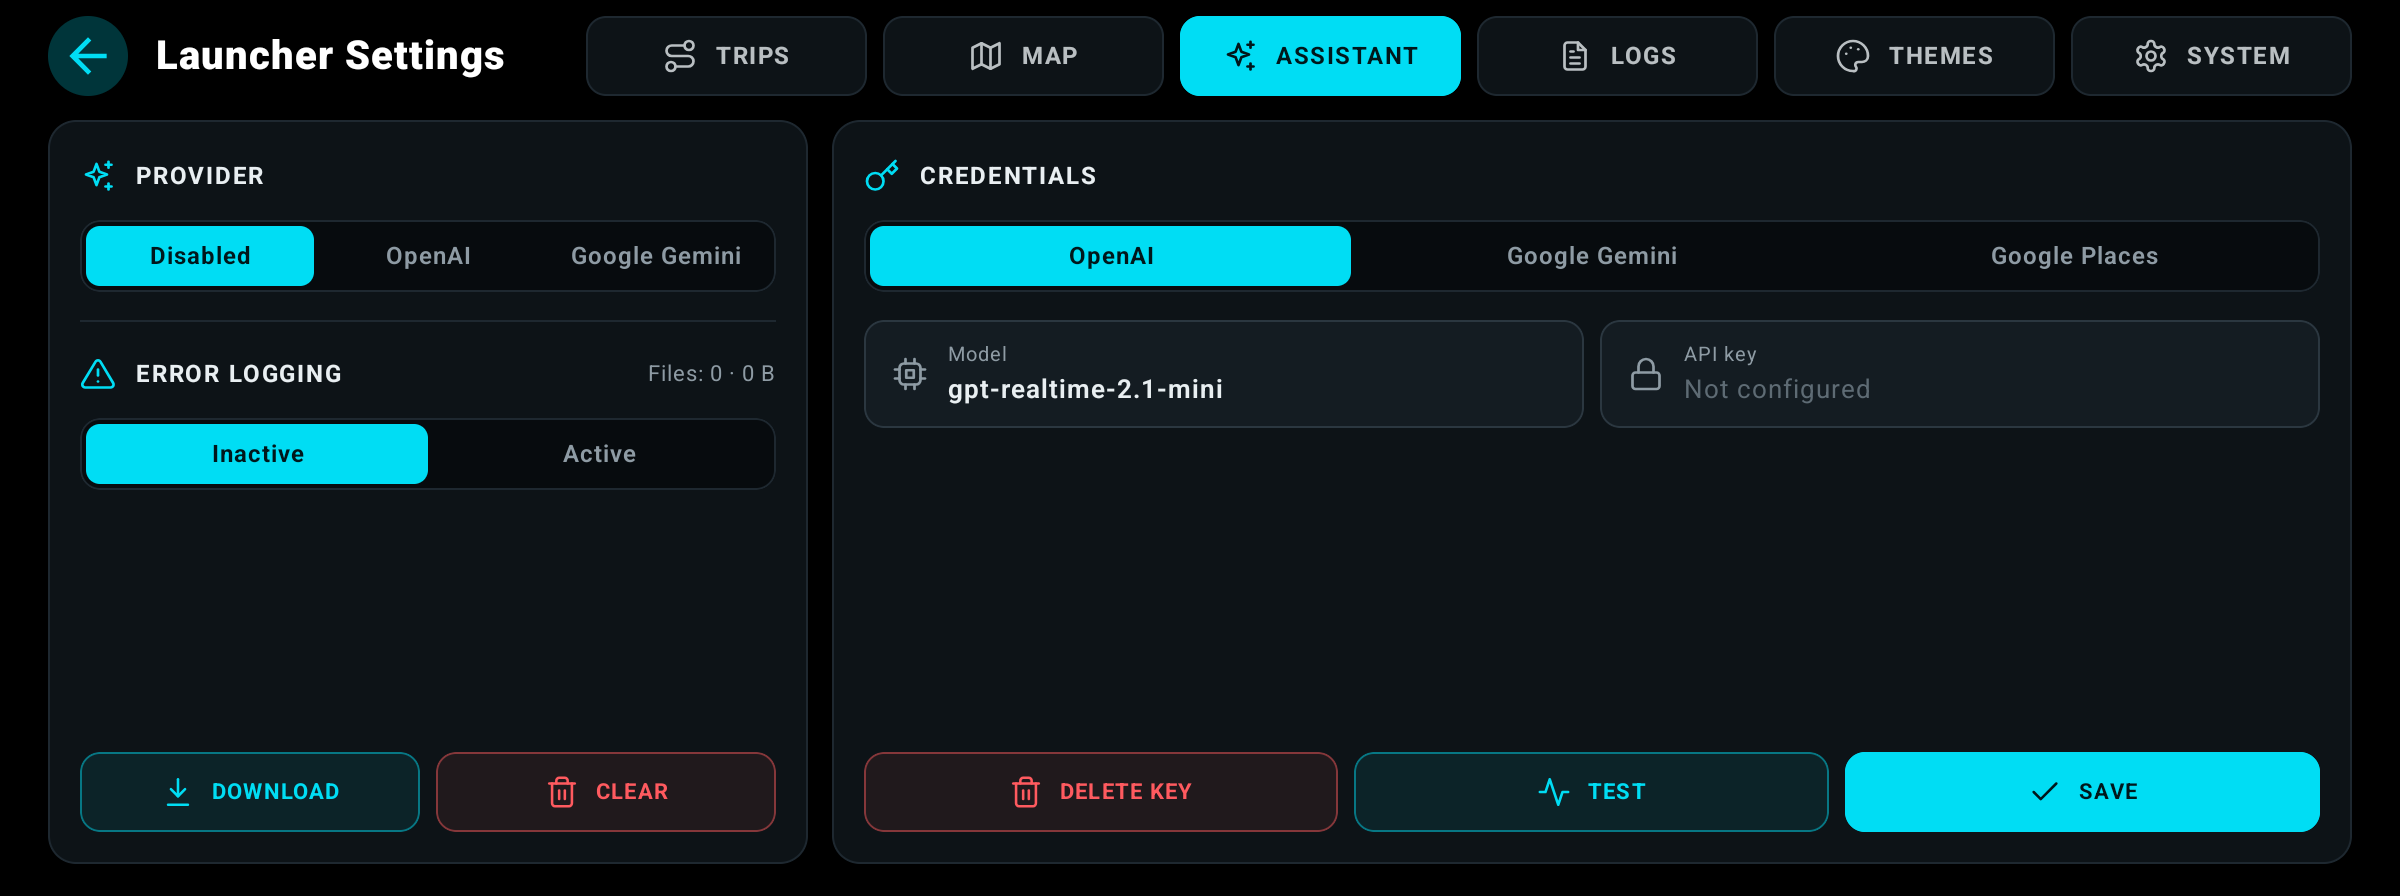 Launcher Settings
TRIPS
MAP
ASSISTANT
LOGS
THEMES
SYSTEM
PROVIDER
Disabled
OpenAI
Google Gemini
ERROR LOGGING
Files: 0 · 0 B
Inactive
Active
DOWNLOAD
CLEAR
CREDENTIALS
OpenAI
Google Gemini
Google Places
Model
gpt-realtime-2.1-mini
API key
Not configured
DELETE KEY
TEST
SAVE